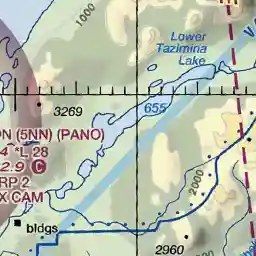 1000
Lower
Tazimina
Lake
3269
655
ON (5NN) (PANO)
4 *L 28
2.9 C
RP 2
X CAM
2000
bldgs
2960